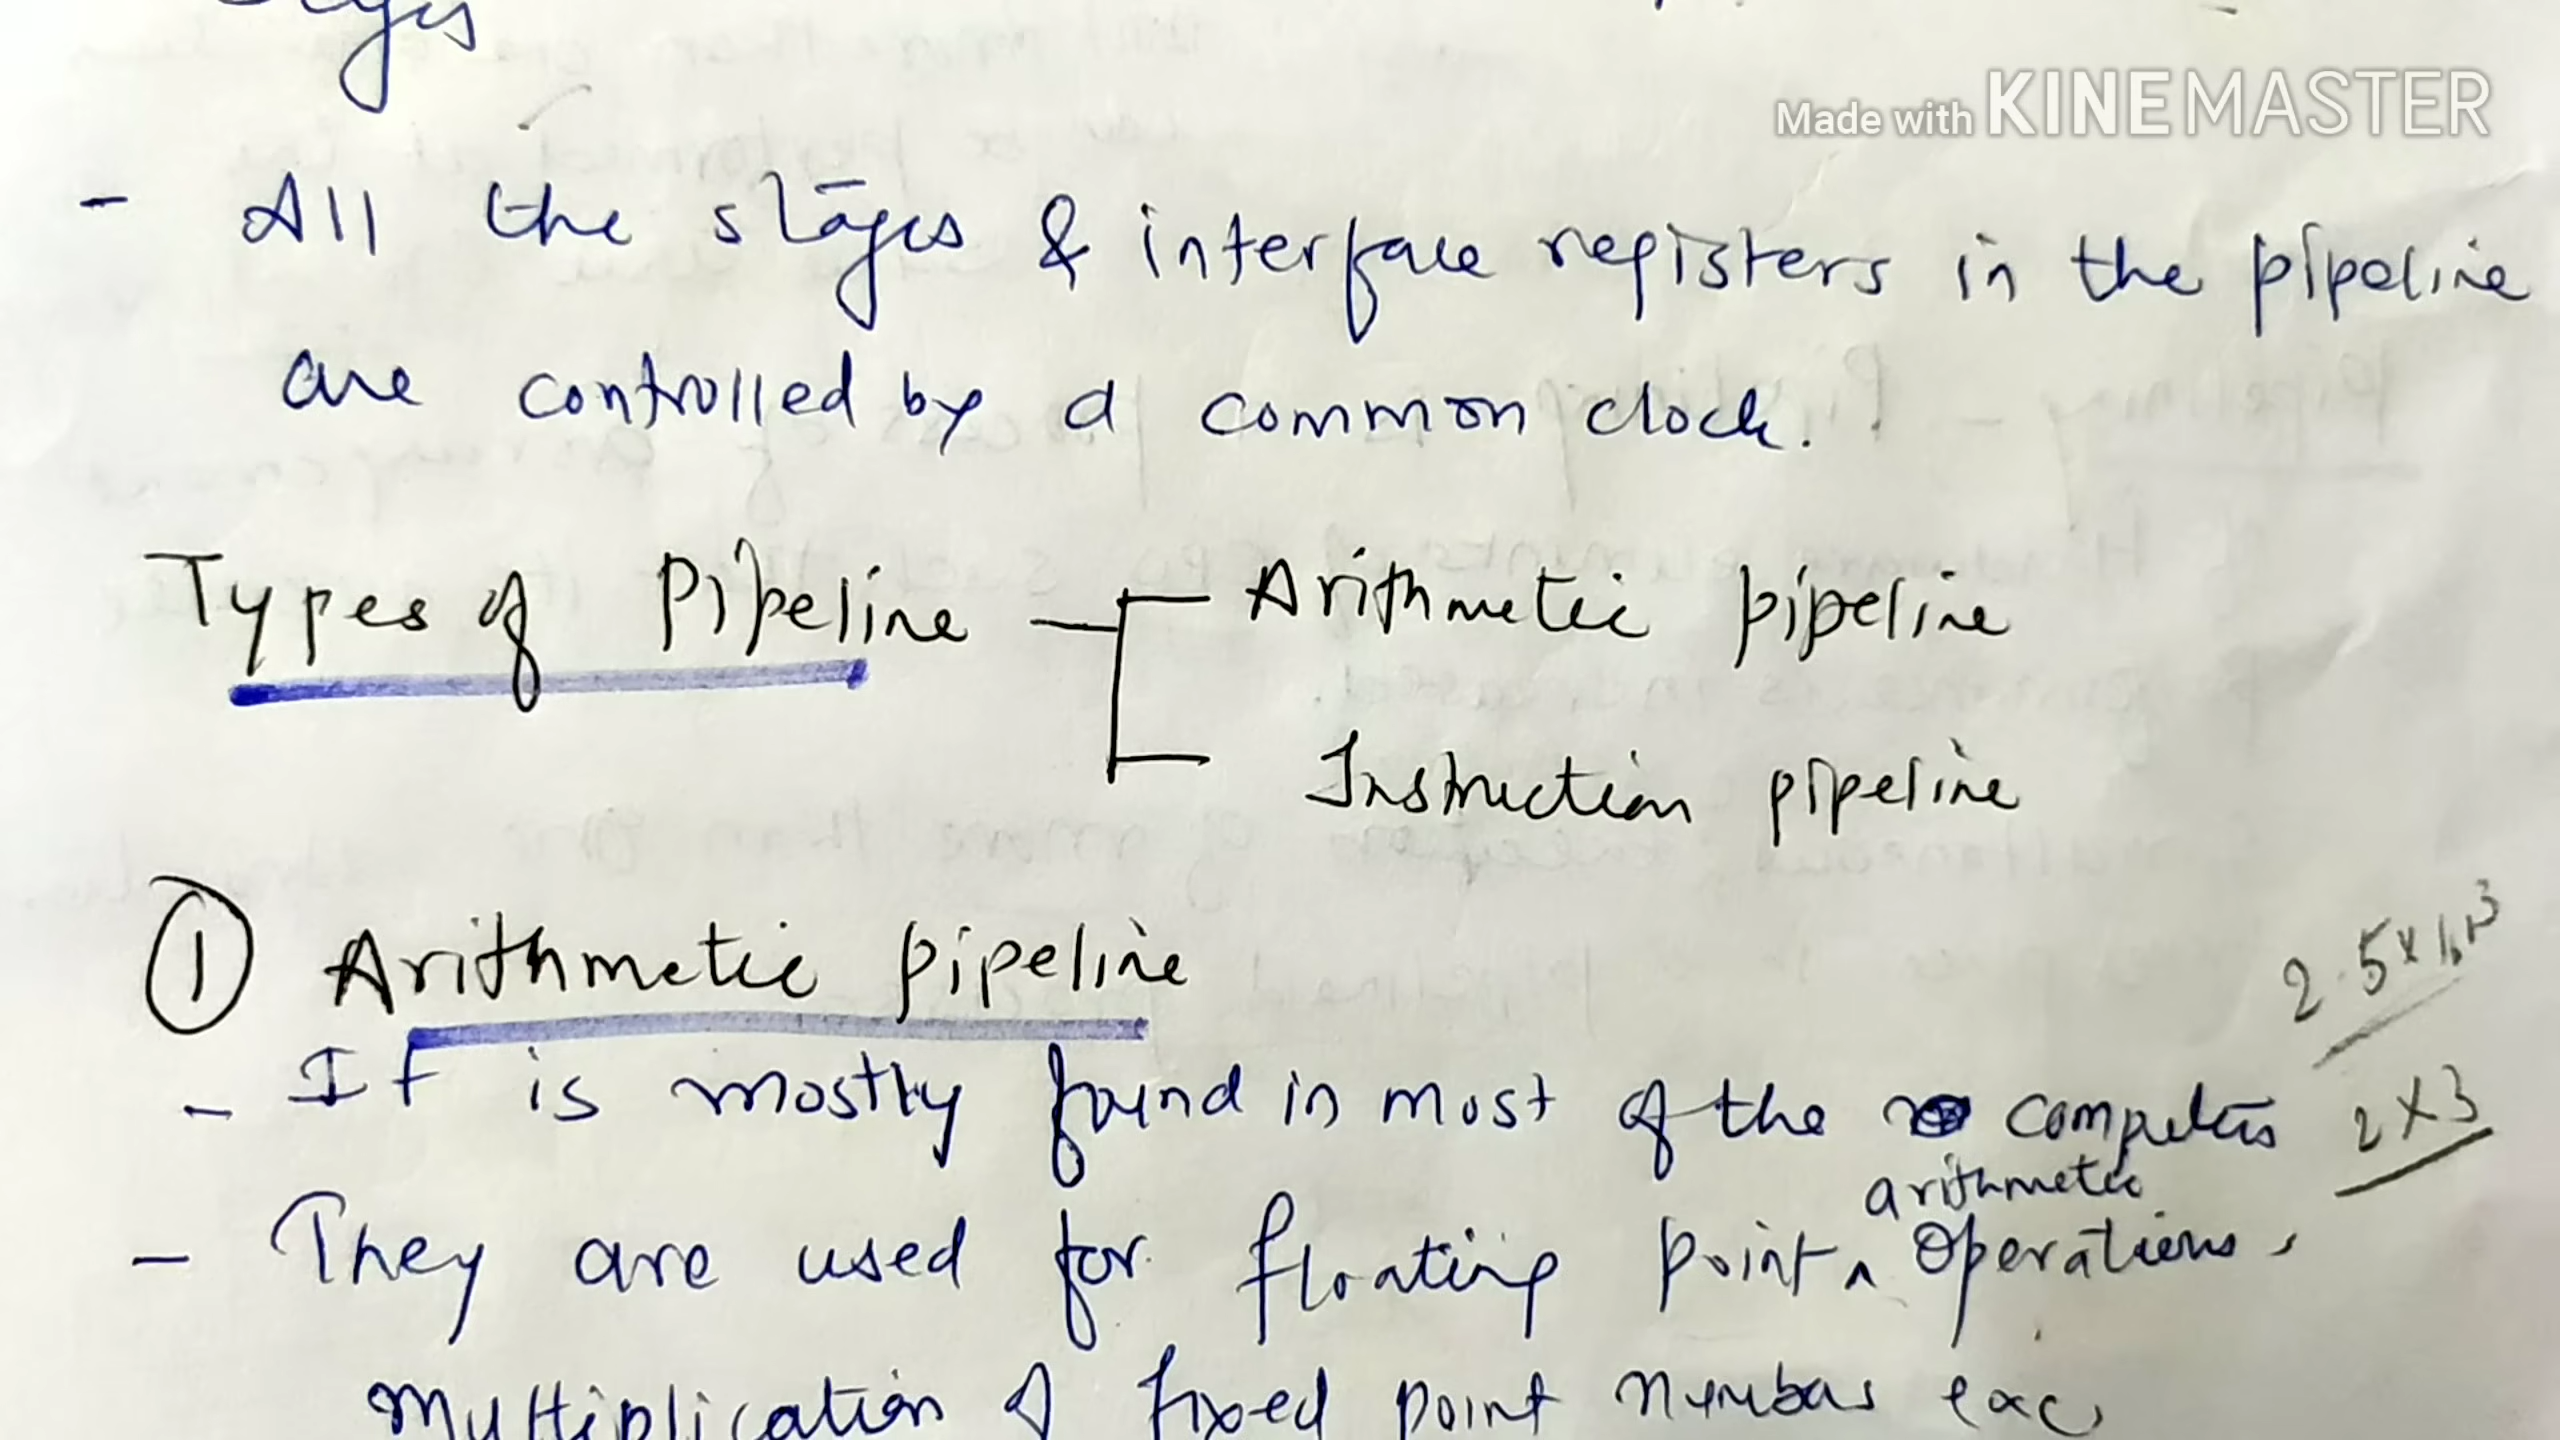 Made with KINEMASTER
- All the stages & interface registers in the pipeline
are controlled by a common clock.
Types of Pipeline
Arithmetic pipeline
Instruction pipeline
① Arithmetic pipeline
2.5 x 10³
- It is mostly found in most of the computers
2 x 3
arithmetic
- They are used for floating point ^ operations,
multiplication of fixed point numbers